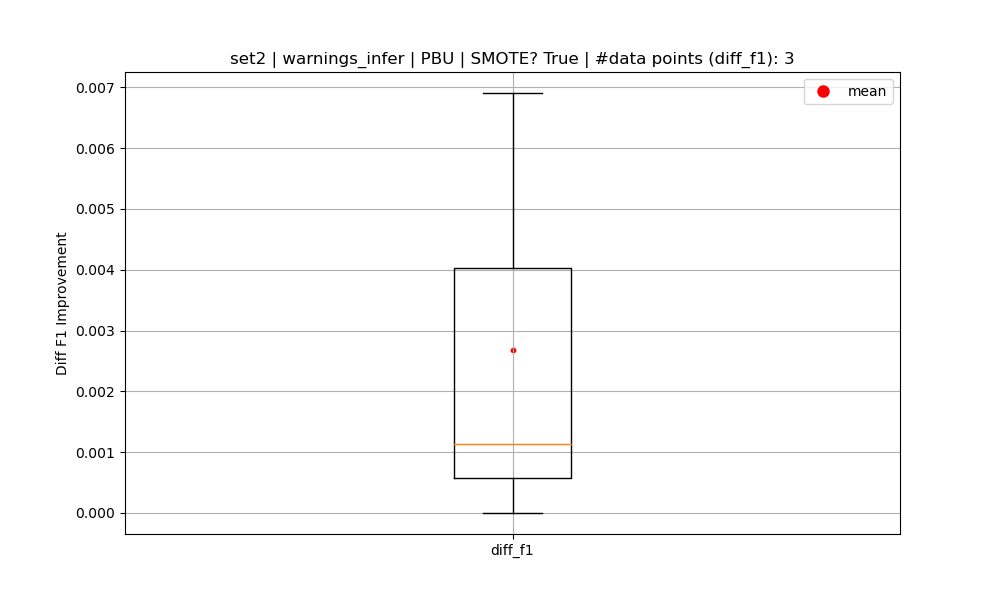 set2 | warnings_infer | PBU | SMOTE? True | #data points (diff_f1): 3
mean
0.007
0.006
0.005
0.004
0.003
0.002
0.001
0.000
Diff F1 Improvement
diff_f1